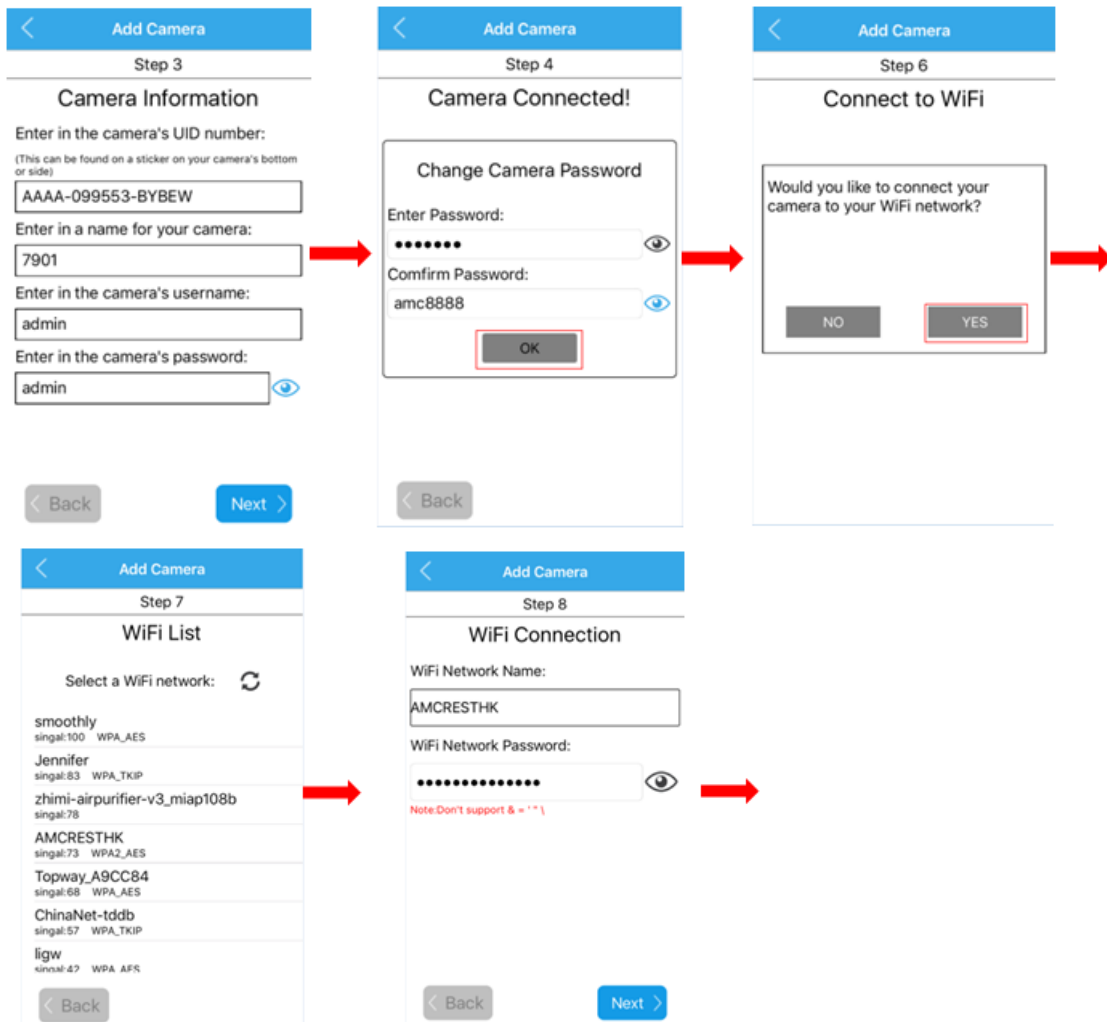 Add Camera
Step 3
Camera Information
Enter in the camera's UID number:
(This can be found on a sticker on your camera's bottom
or side)
AAAA-099553-BYBEW
Enter in a name for your camera:
7901
Enter in the camera's username:
admin
Enter in the camera's password:
admin
Back
Next
Add Camera
Step 4
Camera Connected!
Change Camera Password
Enter Password:
•••••••
Comfirm Password:
amc8888
OK
Back
Add Camera
Step 6
Connect to WiFi
Would you like to connect your
camera to your WiFi network?
NO
YES
Add Camera
Step 7
WiFi List
Select a WiFi network:
smoothly
singal:100 WPA_AES
Jennifer
singal:83 WPA_TKIP
zhimi-airpurifier-v3_miap108b
singal:78
AMCRESTHK
singal:73 WPA2_AES
Topway_A9CC84
singal:68 WPA_AES
ChinaNet-tddb
singal:57 WPA_TKIP
ligw
singal:42 WPA_AES
Back
Add Camera
Step 8
WiFi Connection
WiFi Network Name:
AMCRESTHK
WiFi Network Password:
••••••••••••••
Note:Don't support & = ' " \
Back
Next